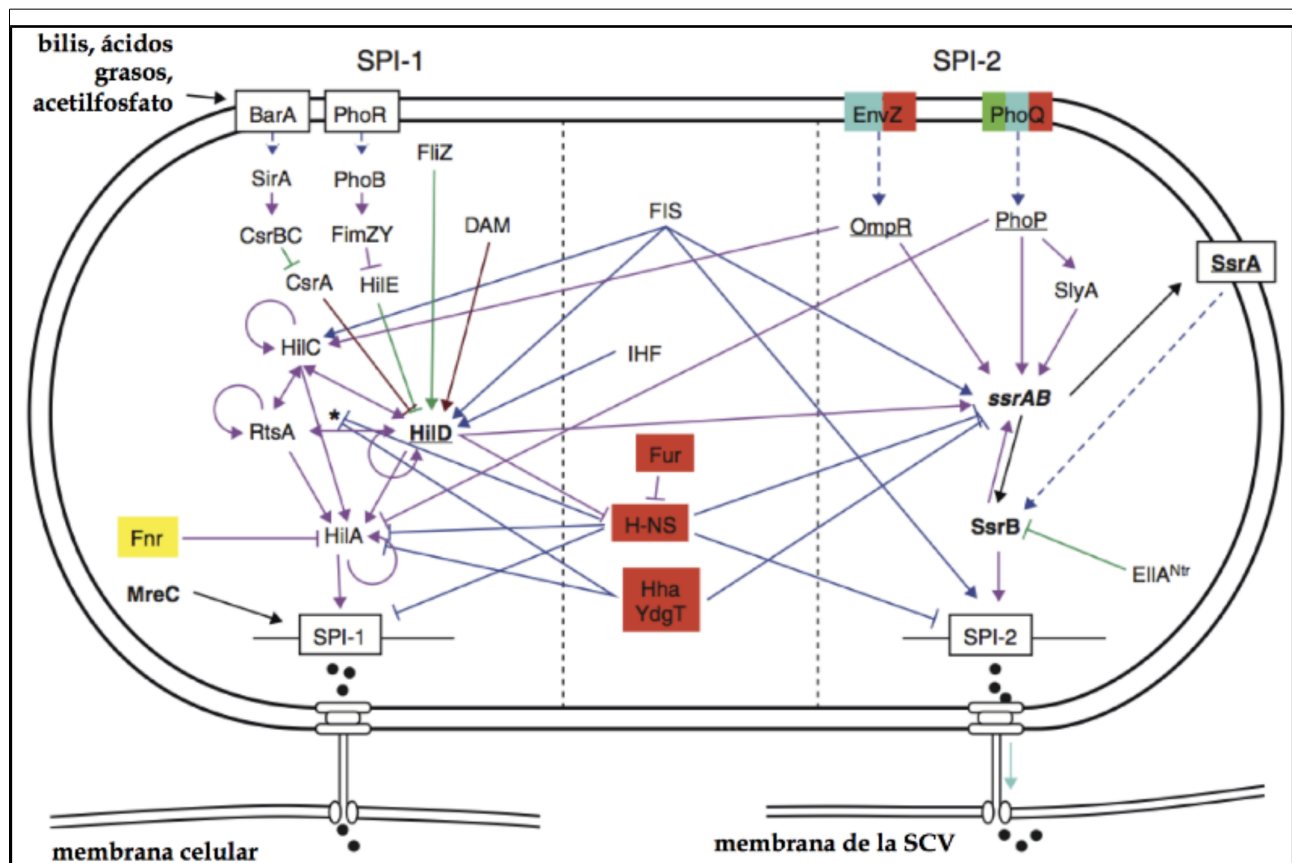 bilis, ácidos
grasos,
acetilfosfato
SPI-1
SPI-2
BarA
PhoR
EnvZ
PhoQ
FliZ
SirA
PhoB
FIS
DAM
OmpR
PhoP
CsrBC
FimZY
SsrA
CsrA
HilE
SlyA
HilC
IHF
ssrAB
*
RtsA
HilD
Fur
H-NS
SsrB
Fnr
HilA
EIIANtr
MreC
Hha
YdgT
SPI-1
SPI-2
membrana celular
membrana de la SCV